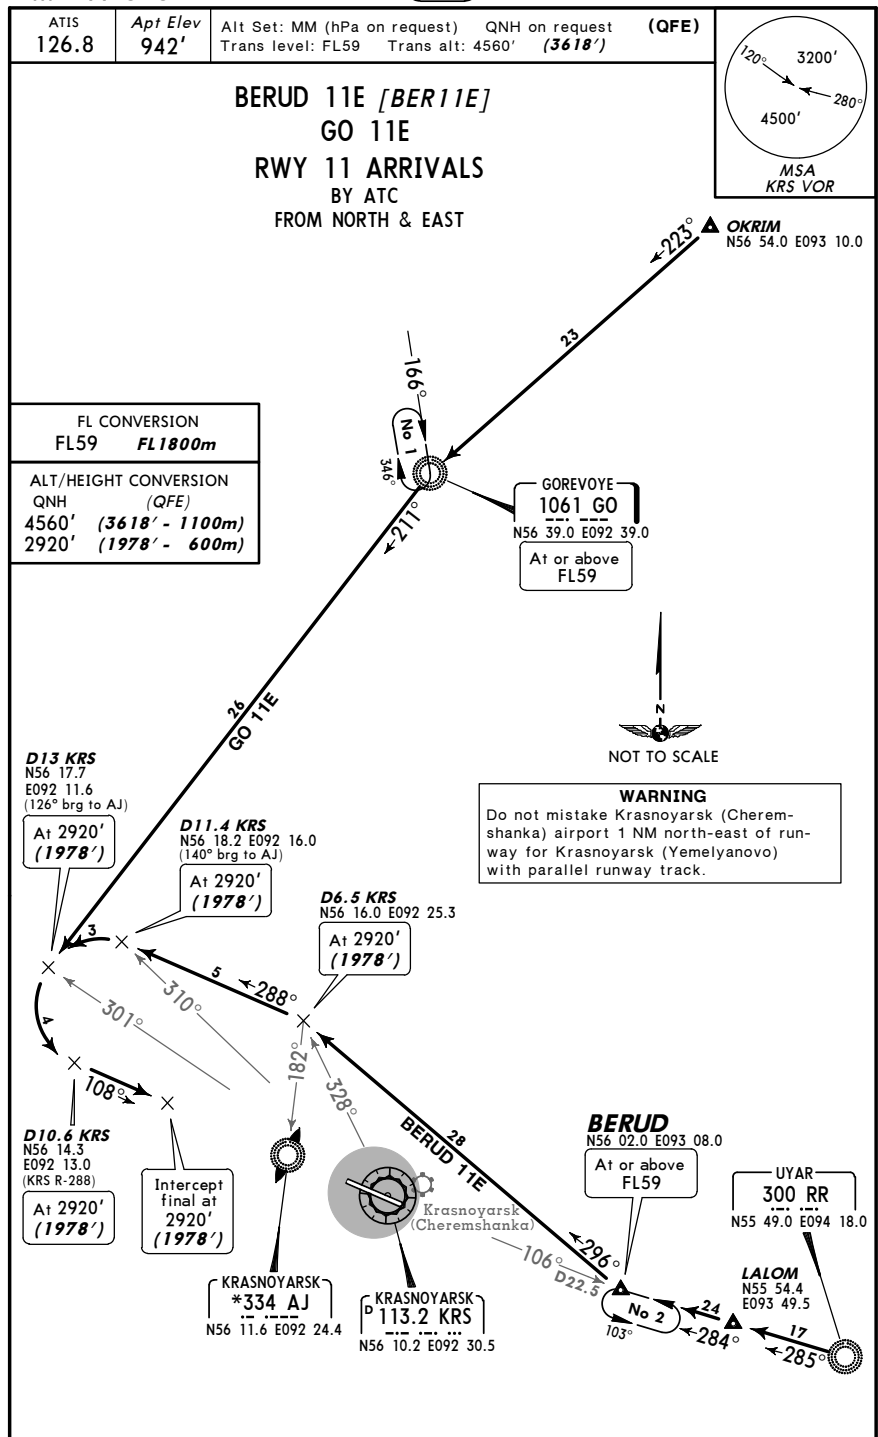 ATIS
126.8
Apt Elev
942'
Alt Set: MM (hPa on request) QNH on request (QFE)
Trans level: FL59 Trans alt: 4560' (3618')
120°
3200'
280°
4500'
MSA
KRS VOR
BERUD 11E [BER11E]
GO 11E
RWY 11 ARRIVALS
BY ATC
FROM NORTH & EAST
OKRIM
N56 54.0 E093 10.0
223°
23
166°
No 1
346°
211°
FL CONVERSION
FL59 FL1800m
ALT/HEIGHT CONVERSION
QNH (QFE)
4560' (3618' - 1100m)
2920' (1978' - 600m)
GOREVOYE
1061 GO
N56 39.0 E092 39.0
At or above
FL59
26
GO 11E
N
NOT TO SCALE
WARNING
Do not mistake Krasnoyarsk (Cherem-
shanka) airport 1 NM north-east of run-
way for Krasnoyarsk (Yemelyanovo)
with parallel runway track.
D13 KRS
N56 17.7
E092 11.6
(126° brg to AJ)
At 2920'
(1978')
D11.4 KRS
N56 18.2 E092 16.0
(140° brg to AJ)
At 2920'
(1978')
D6.5 KRS
N56 16.0 E092 25.3
At 2920'
(1978')
3
5
288°
310°
301°
4
182°
328°
108°
28
BERUD 11E
D10.6 KRS
N56 14.3
E092 13.0
(KRS R-288)
At 2920'
(1978')
Intercept
final at
2920'
(1978')
BERUD
N56 02.0 E093 08.0
At or above
FL59
UYAR
300 RR
N55 49.0 E094 18.0
Krasnoyarsk
(Cheremshanka)
296°
106°
D22.5
LALOM
N55 54.4
E093 49.5
KRASNOYARSK
*334 AJ
N56 11.6 E092 24.4
KRASNOYARSK
D 113.2 KRS
N56 10.2 E092 30.5
No 2
103°
24
284°
17
285°